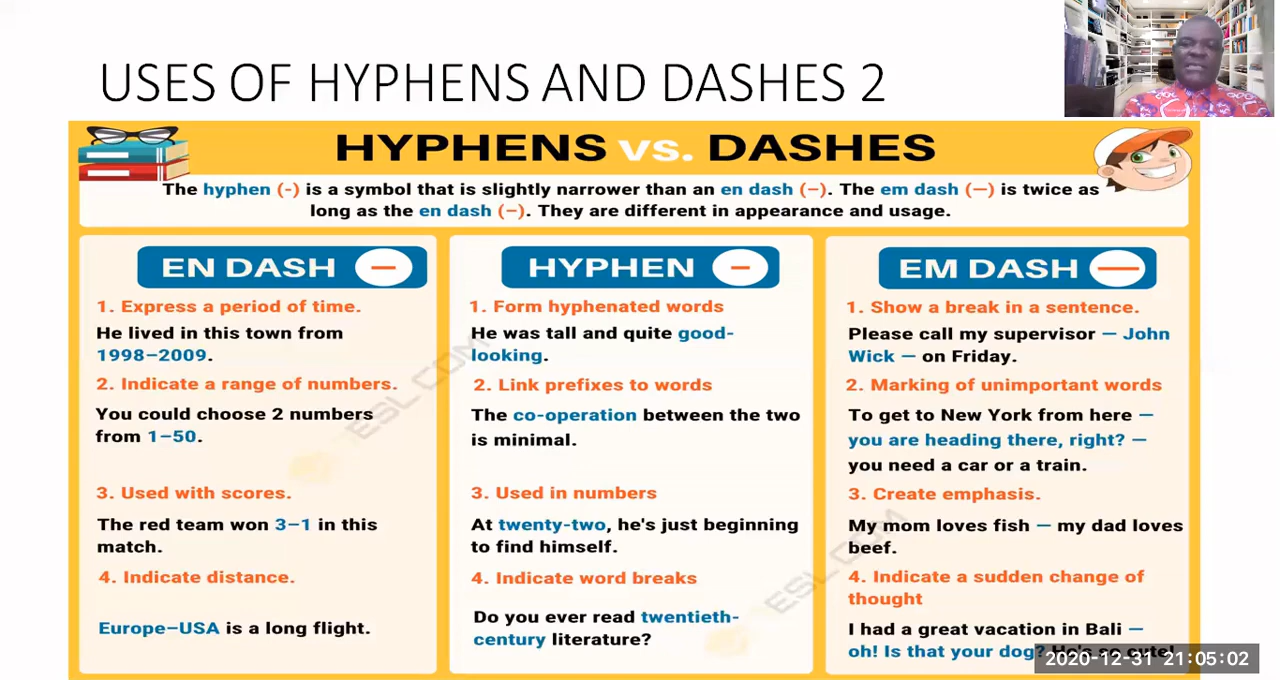 USES OF HYPHENS AND DASHES 2
HYPHENS vs. DASHES
The hyphen (-) is a symbol that is slightly narrower than an en dash (–). The em dash (—) is twice as
long as the en dash (–). They are different in appearance and usage.
EN DASH –
1. Express a period of time.
He lived in this town from
1998–2009.
2. Indicate a range of numbers.
You could choose 2 numbers
from 1–50.
3. Used with scores.
The red team won 3–1 in this
match.
4. Indicate distance.
Europe–USA is a long flight.
HYPHEN -
1. Form hyphenated words
He was tall and quite good-
looking.
2. Link prefixes to words
The co-operation between the two
is minimal.
3. Used in numbers
At twenty-two, he's just beginning
to find himself.
4. Indicate word breaks
Do you ever read twentieth-
century literature?
EM DASH —
1. Show a break in a sentence.
Please call my supervisor — John
Wick — on Friday.
2. Marking of unimportant words
To get to New York from here —
you are heading there, right? —
you need a car or a train.
3. Create emphasis.
My mom loves fish — my dad loves
beef.
4. Indicate a sudden change of
thought
I had a great vacation in Bali —
oh! Is that your dog? He's so cute!
2020-12-31 21:05:02
ESL.COM
ESL.COM